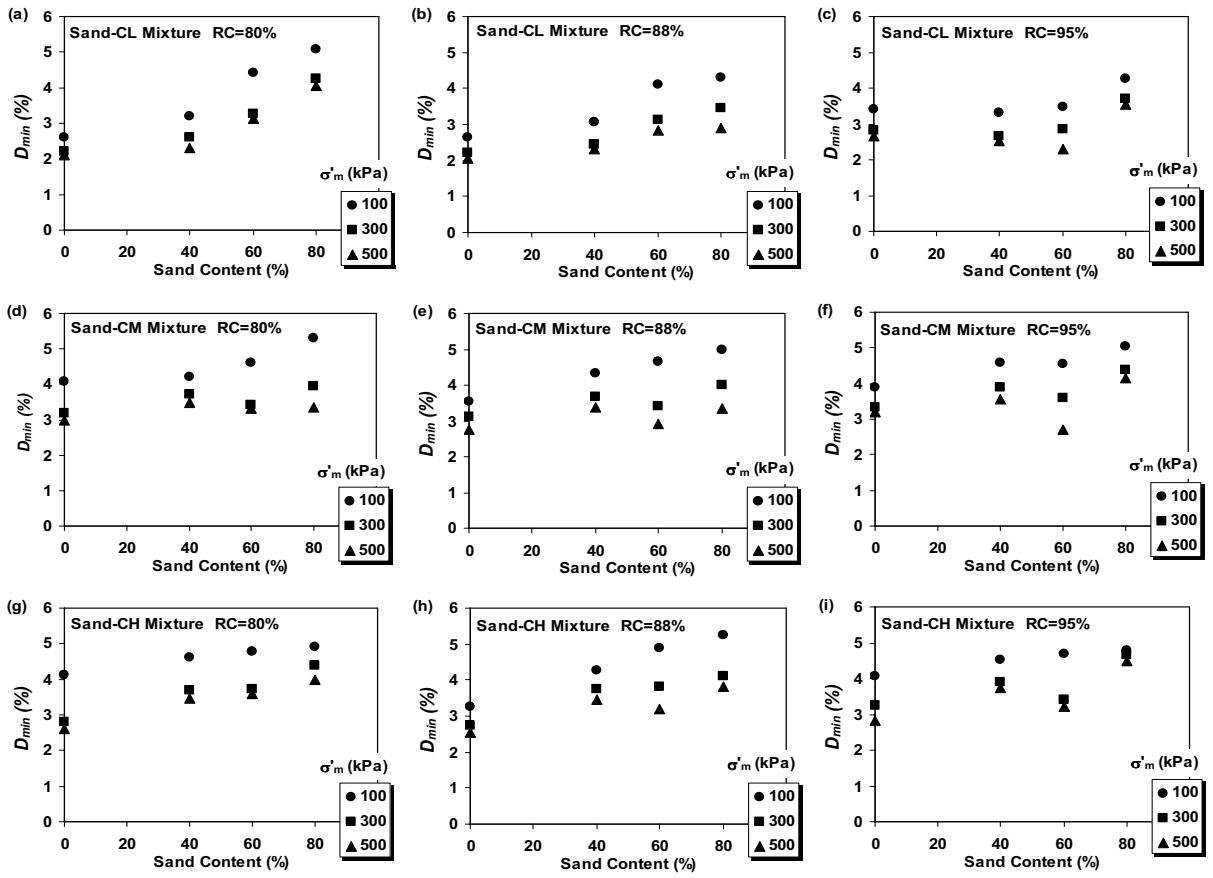 (a)
Sand-CL Mixture RC=80%
6
5
4
3
2
1
0
D_min (%)
0 20 40 60 80
Sand Content (%)
σ'm (kPa)
100
300
500
(b)
Sand-CL Mixture RC=88%
6
5
4
3
2
1
0
D_min (%)
0 20 40 60 80
Sand Content (%)
σ'm (kPa)
100
300
500
(c)
Sand-CL Mixture RC=95%
6
5
4
3
2
1
0
D_min (%)
0 20 40 60 80
Sand Content (%)
σ'm (kPa)
100
300
500
(d)
Sand-CM Mixture RC=80%
6
5
4
3
2
1
0
D_min (%)
0 20 40 60 80
Sand Content (%)
σ'm (kPa)
100
300
500
(e)
Sand-CM Mixture RC=88%
6
5
4
3
2
1
0
D_min (%)
0 20 40 60 80
Sand Content (%)
σ'm (kPa)
100
300
500
(f)
Sand-CM Mixture RC=95%
6
5
4
3
2
1
0
D_min (%)
0 20 40 60 80
Sand Content (%)
σ'm (kPa)
100
300
500
(g)
Sand-CH Mixture RC=80%
6
5
4
3
2
1
0
D_min (%)
0 20 40 60 80
Sand Content (%)
σ'm (kPa)
100
300
500
(h)
Sand-CH Mixture RC=88%
6
5
4
3
2
1
0
D_min (%)
0 20 40 60 80
Sand Content (%)
σ'm (kPa)
100
300
500
(i)
Sand-CH Mixture RC=95%
6
5
4
3
2
1
0
D_min (%)
0 20 40 60 80
Sand Content (%)
σ'm (kPa)
100
300
500